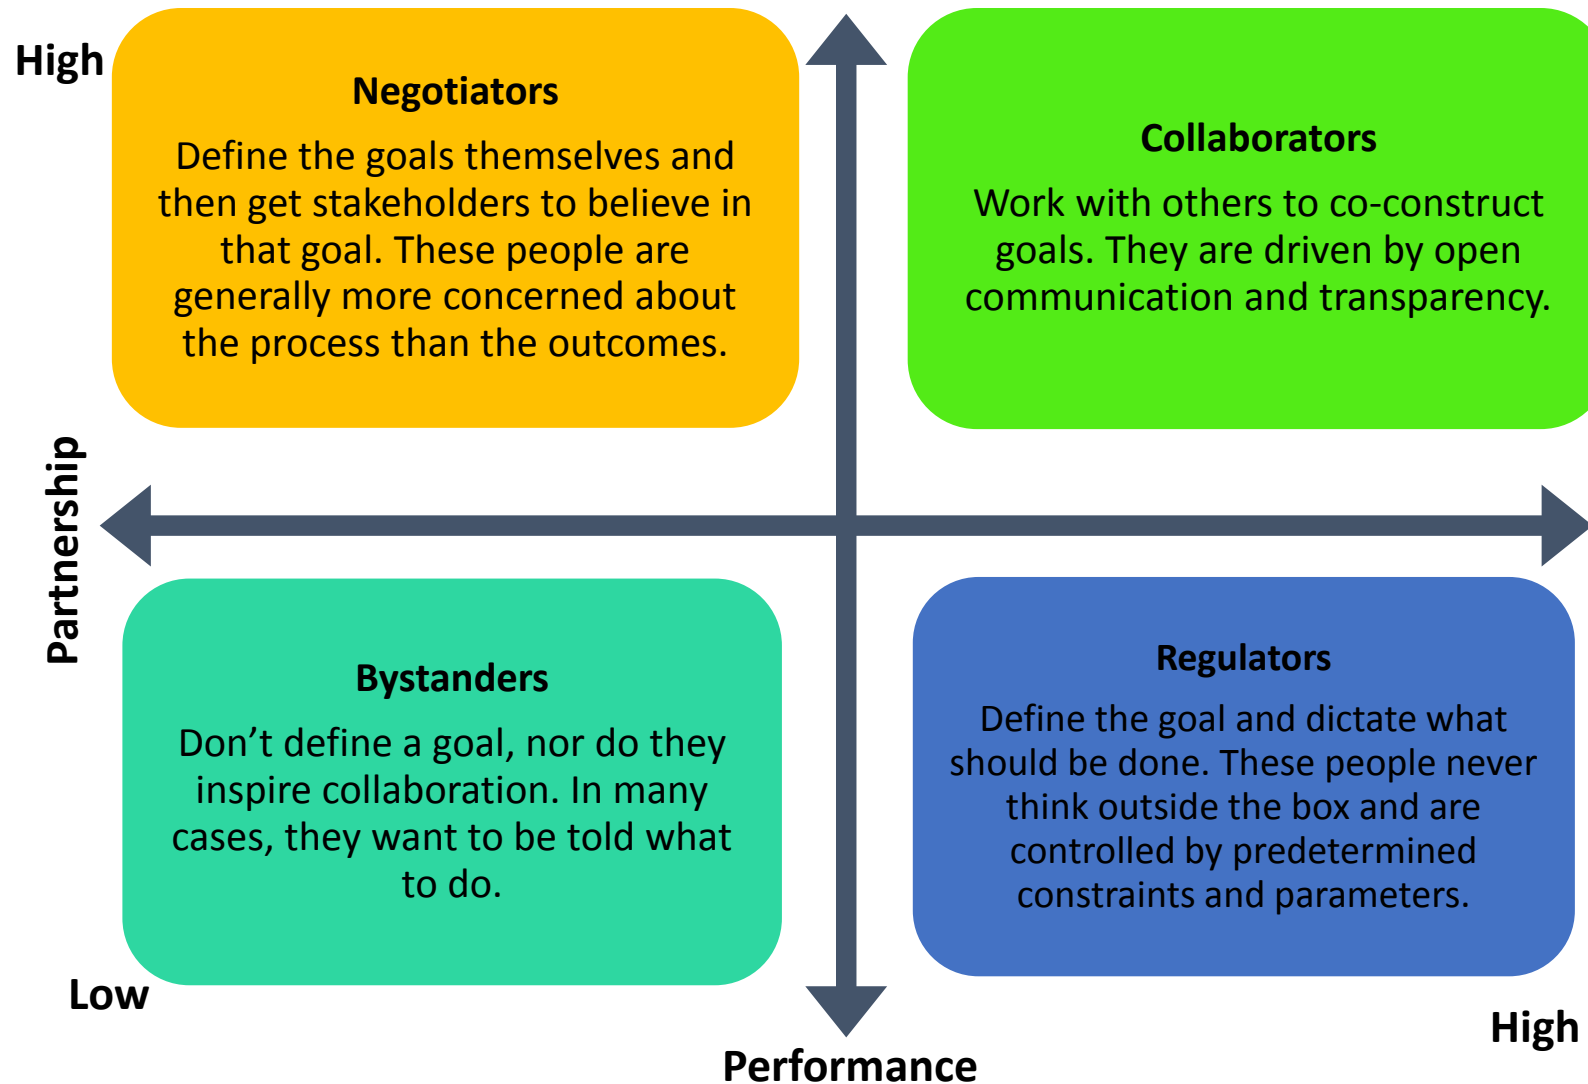 High
Negotiators
Define the goals themselves and
then get stakeholders to believe in
that goal. These people are
generally more concerned about
the process than the outcomes.
Collaborators
Work with others to co-construct
goals. They are driven by open
communication and transparency.
Partnership
Bystanders
Don’t define a goal, nor do they
inspire collaboration. In many
cases, they want to be told what
to do.
Regulators
Define the goal and dictate what
should be done. These people never
think outside the box and are
controlled by predetermined
constraints and parameters.
Low
High
Performance